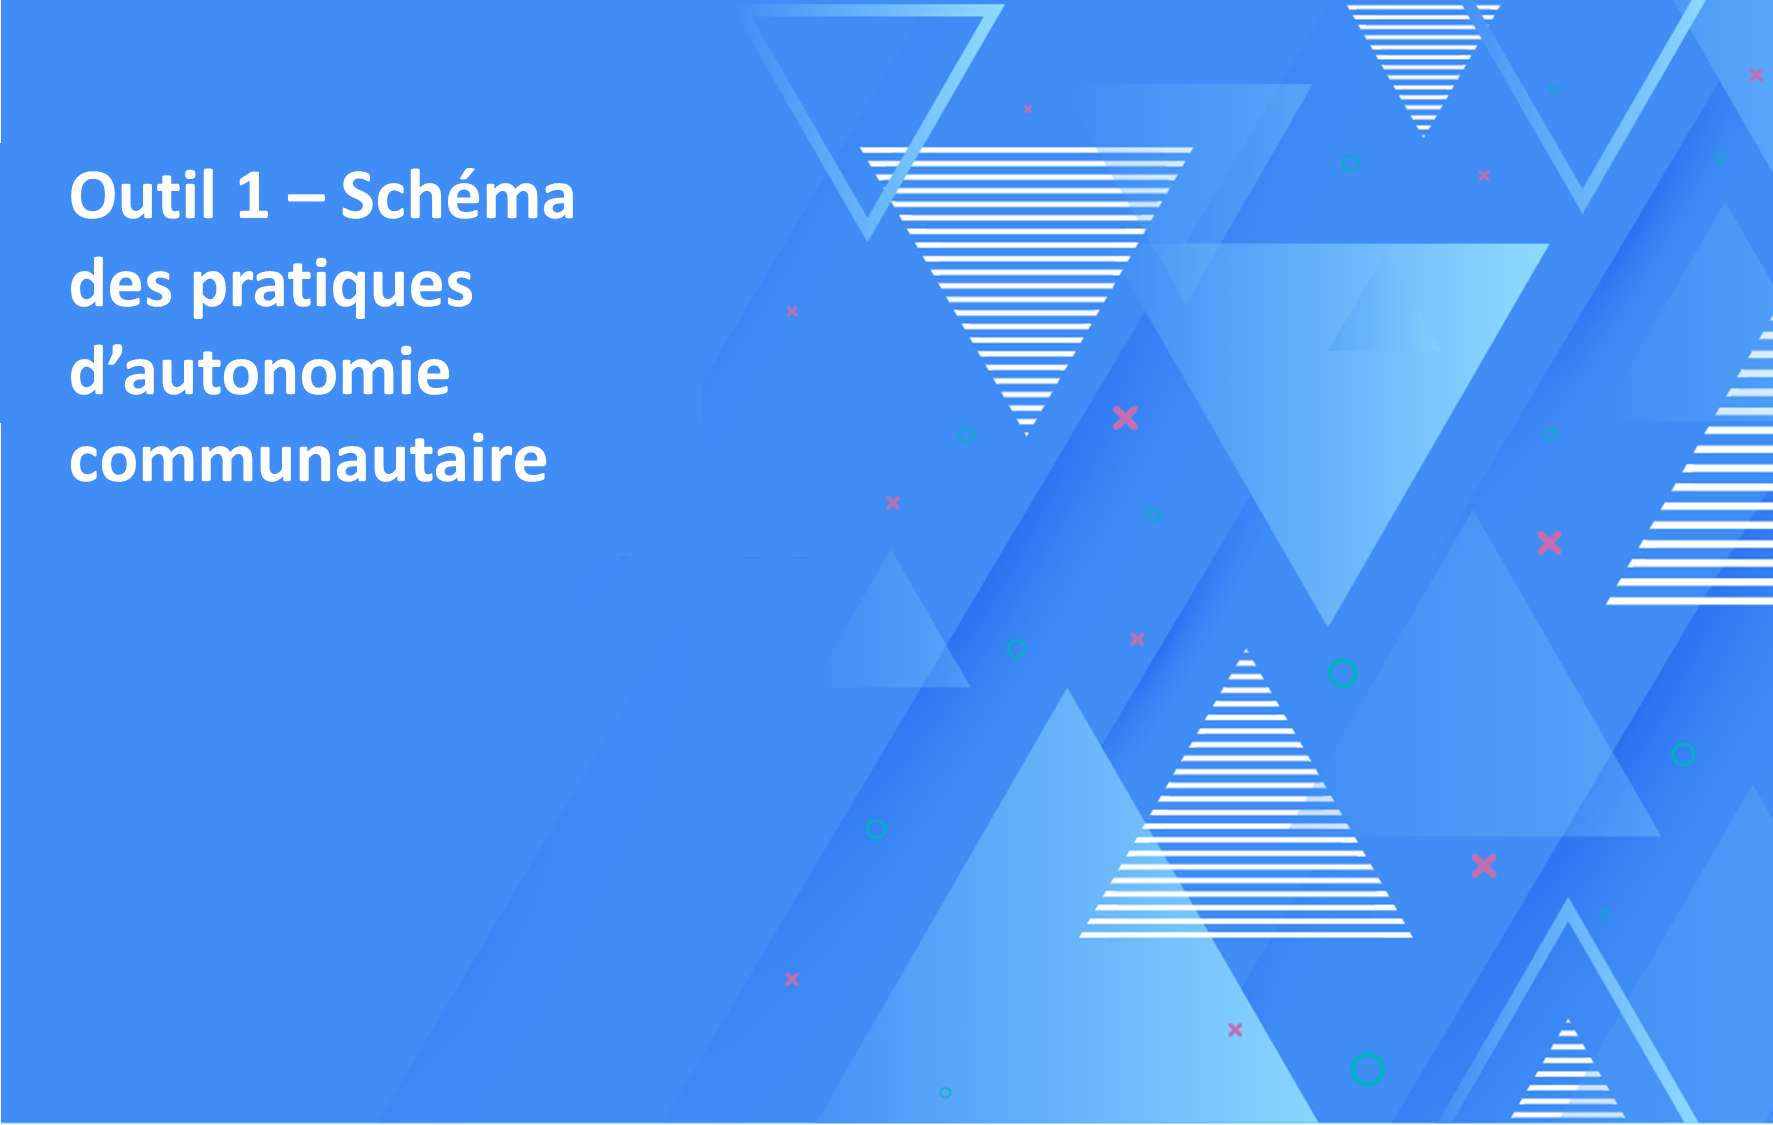 Outil 1 – Schéma
des pratiques
d’autonomie
communautaire